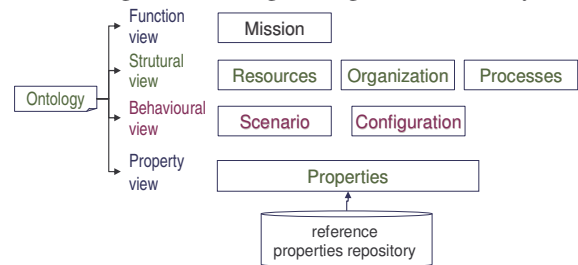 Function
view
Mission
Strutural
view
Resources Organization Processes
Ontology
Behavioural
view
Scenario Configuration
Property
view
Properties
reference
properties repository